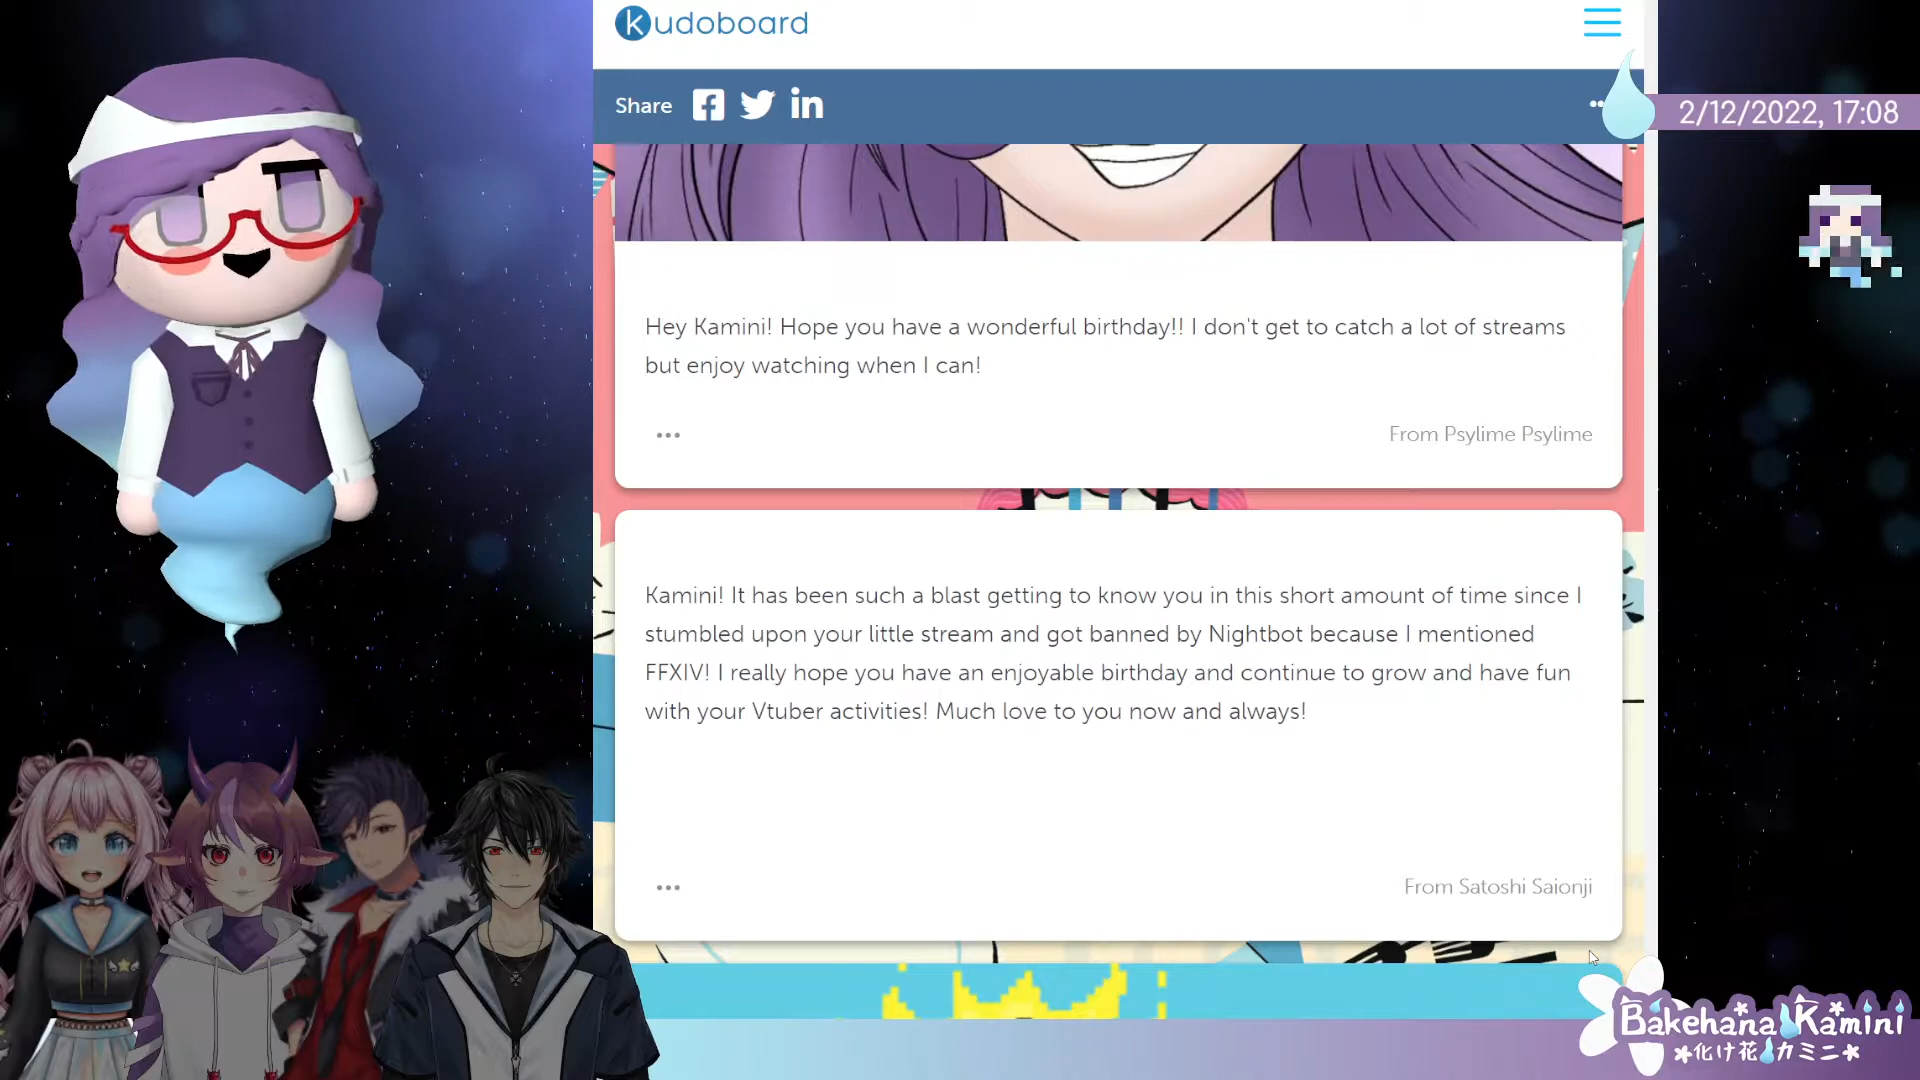 kudoboard
Share
2/12/2022, 17:08
Hey Kamini! Hope you have a wonderful birthday!! I don't get to catch a lot of streams
but enjoy watching when I can!
From Psylime Psylime
Kamini! It has been such a blast getting to know you in this short amount of time since I
stumbled upon your little stream and got banned by Nightbot because I mentioned
FFXIV! I really hope you have an enjoyable birthday and continue to grow and have fun
with your Vtuber activities! Much love to you now and always!
From Satoshi Saionji
Bakehana Kamini
化け花カミニ